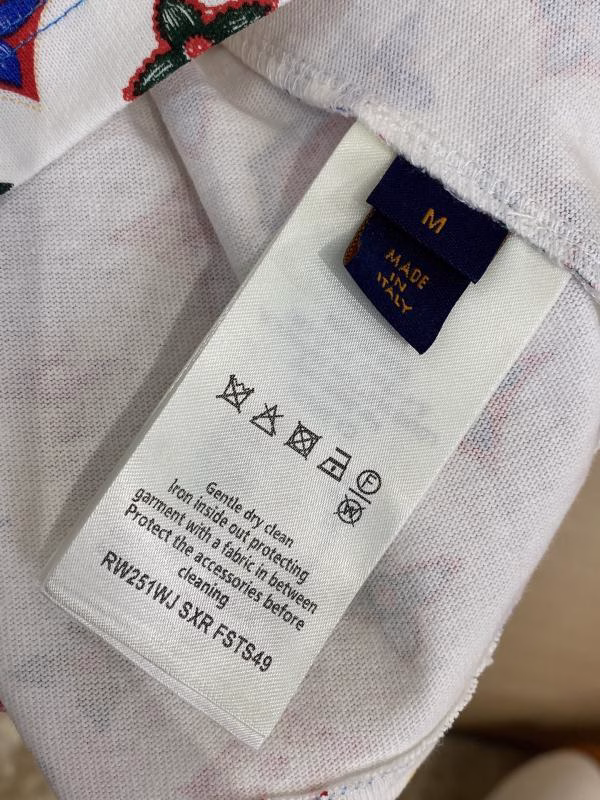 M
MADE
IN
ITALY
F
W
Gentle dry clean
Iron inside out protecting
garment with a fabric in between
Protect the accessories before
cleaning
RW251WJ SXR FSTS49